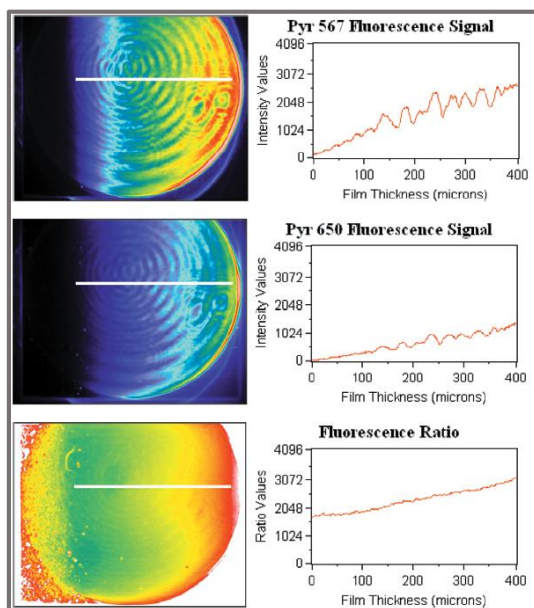 Pyr 567 Fluorescence Signal
4096
3072
2048
1024
0
Intensity Values
0 100 200 300 400
Film Thickness (microns)
Pyr 650 Fluorescence Signal
4096
3072
2048
1024
0
Intensity Values
0 100 200 300 400
Film Thickness (microns)
Fluorescence Ratio
4096
3072
2048
1024
0
Ratio Values
0 100 200 300 400
Film Thickness (microns)